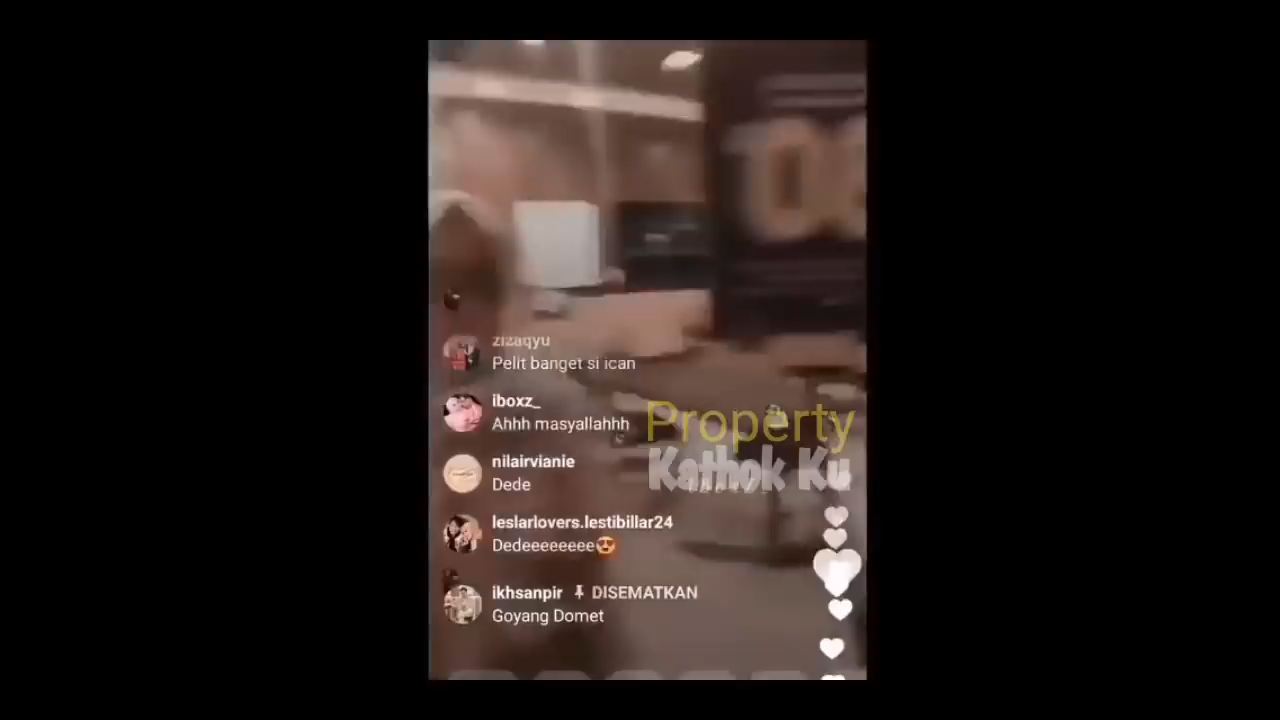 zizaqyu
Pelit banget si ican
iboxz_
Ahhh masyallahhh
Property
Kathok Ku
nilairvianie
Dede
leslarlovers.lestibillar24
Dedeeeeeeee😍
ikhsanpir 📌 DISEMATKAN
Goyang Domet